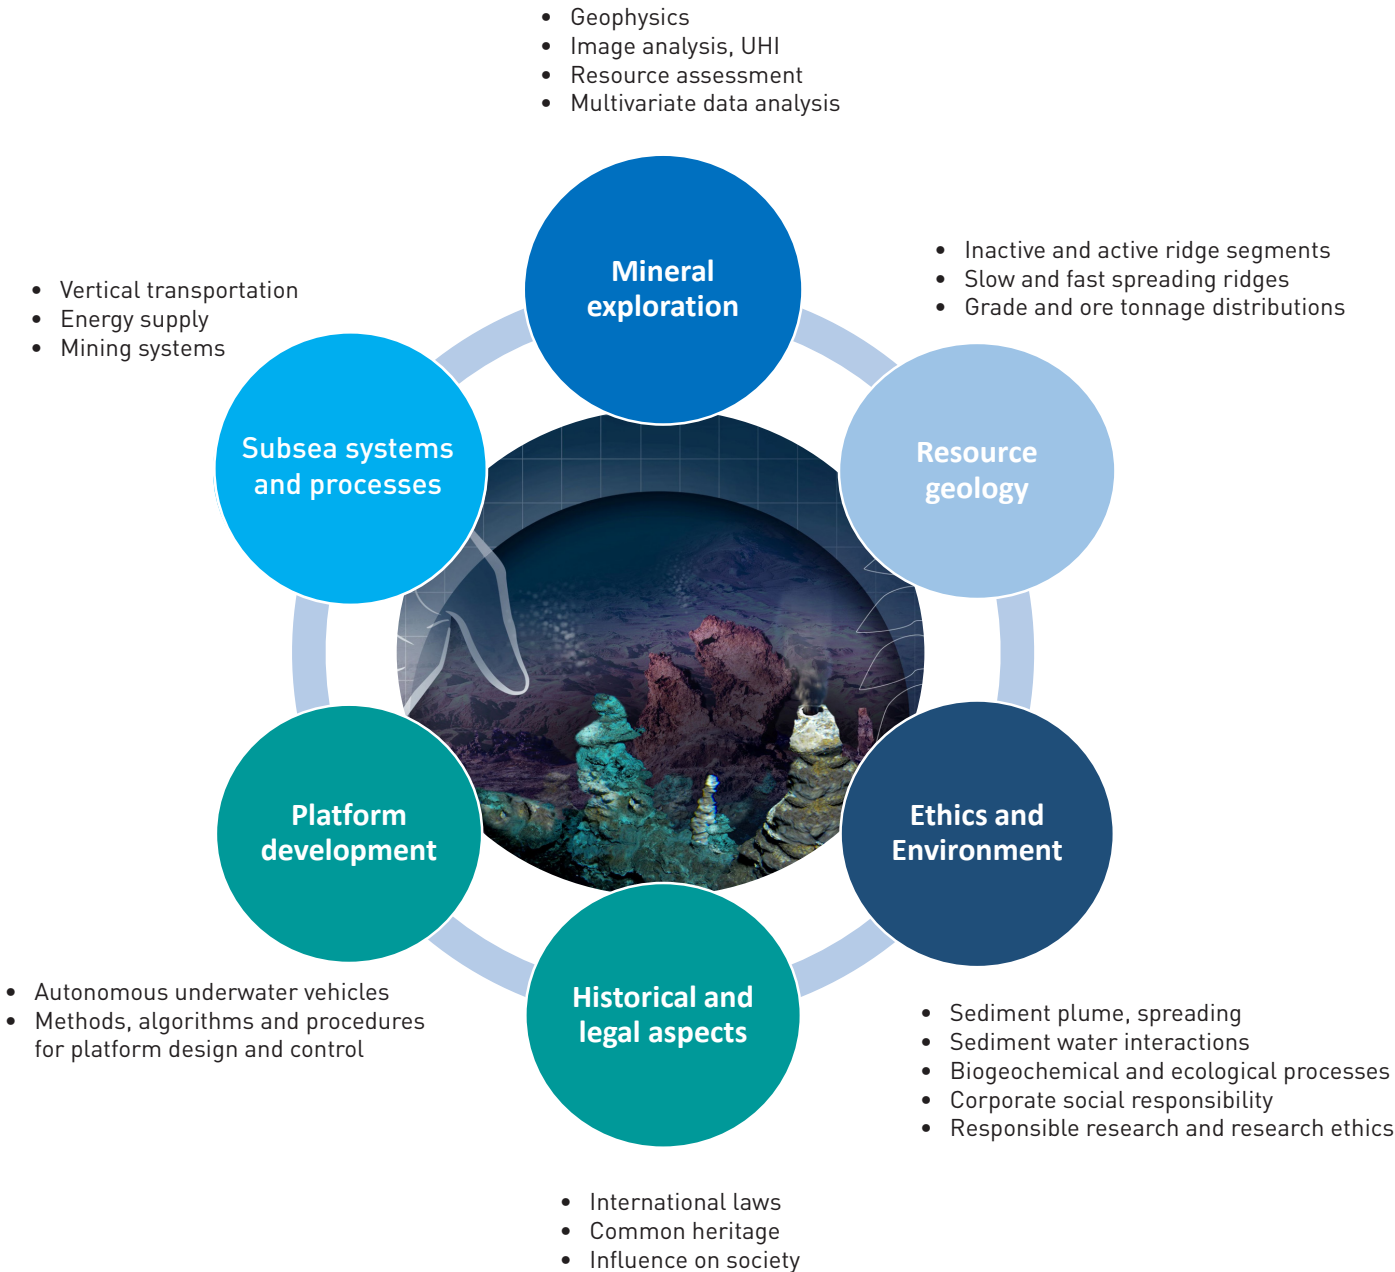 • Geophysics
• Image analysis, UHI
• Resource assessment
• Multivariate data analysis
Mineral
exploration
• Inactive and active ridge segments
• Slow and fast spreading ridges
• Grade and ore tonnage distributions
Resource
geology
Ethics and
Environment
• Sediment plume, spreading
• Sediment water interactions
• Biogeochemical and ecological processes
• Corporate social responsibility
• Responsible research and research ethics
Historical and
legal aspects
• International laws
• Common heritage
• Influence on society
Platform
development
• Autonomous underwater vehicles
• Methods, algorithms and procedures
for platform design and control
• Vertical transportation
• Energy supply
• Mining systems
Subsea systems
and processes